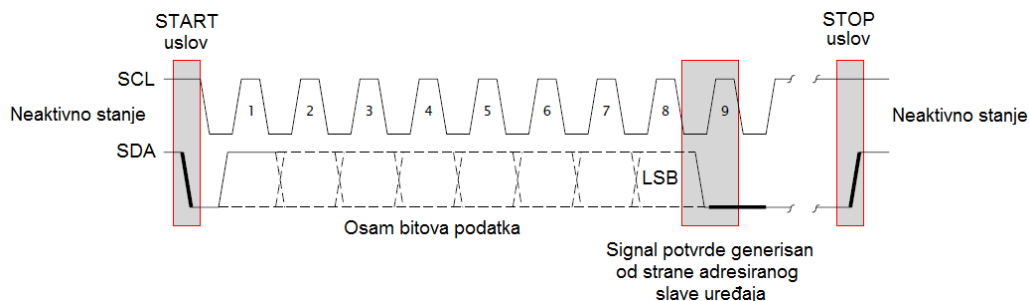 START
uslov
STOP
uslov
SCL
1 2 3 4 5 6 7 8 9
Neaktivno stanje
Neaktivno stanje
SDA
LSB
Osam bitova podatka
Signal potvrde generisan
od strane adresiranog
slave uređaja